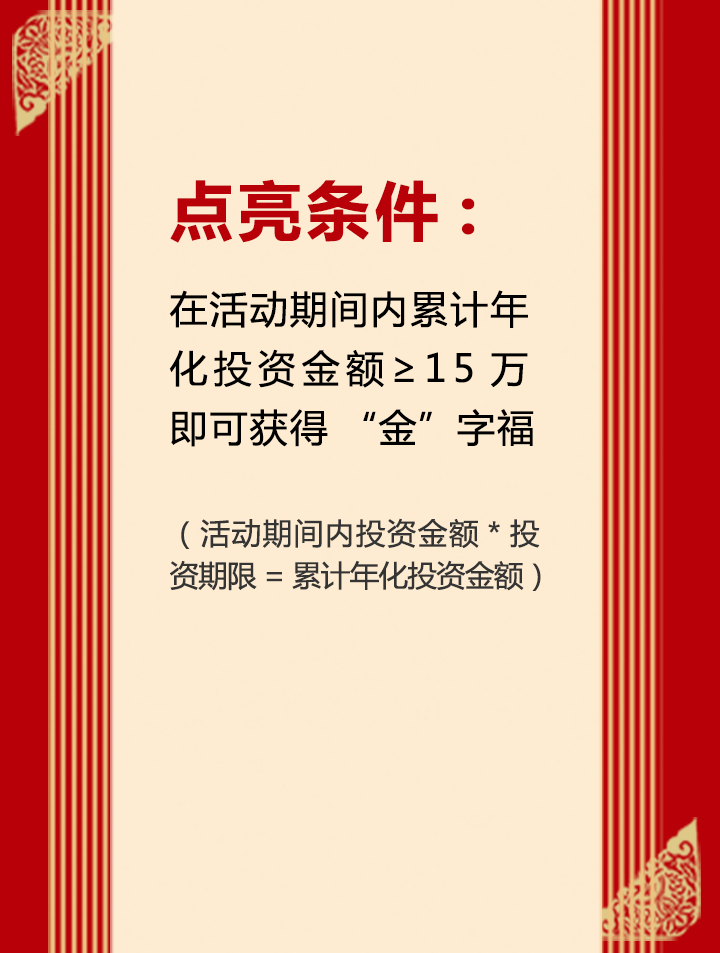 点亮条件：
在活动期间内累计年
化投资金额≥15 万
即可获得 “金”字福
（活动期间内投资金额 * 投
资期限 = 累计年化投资金额）